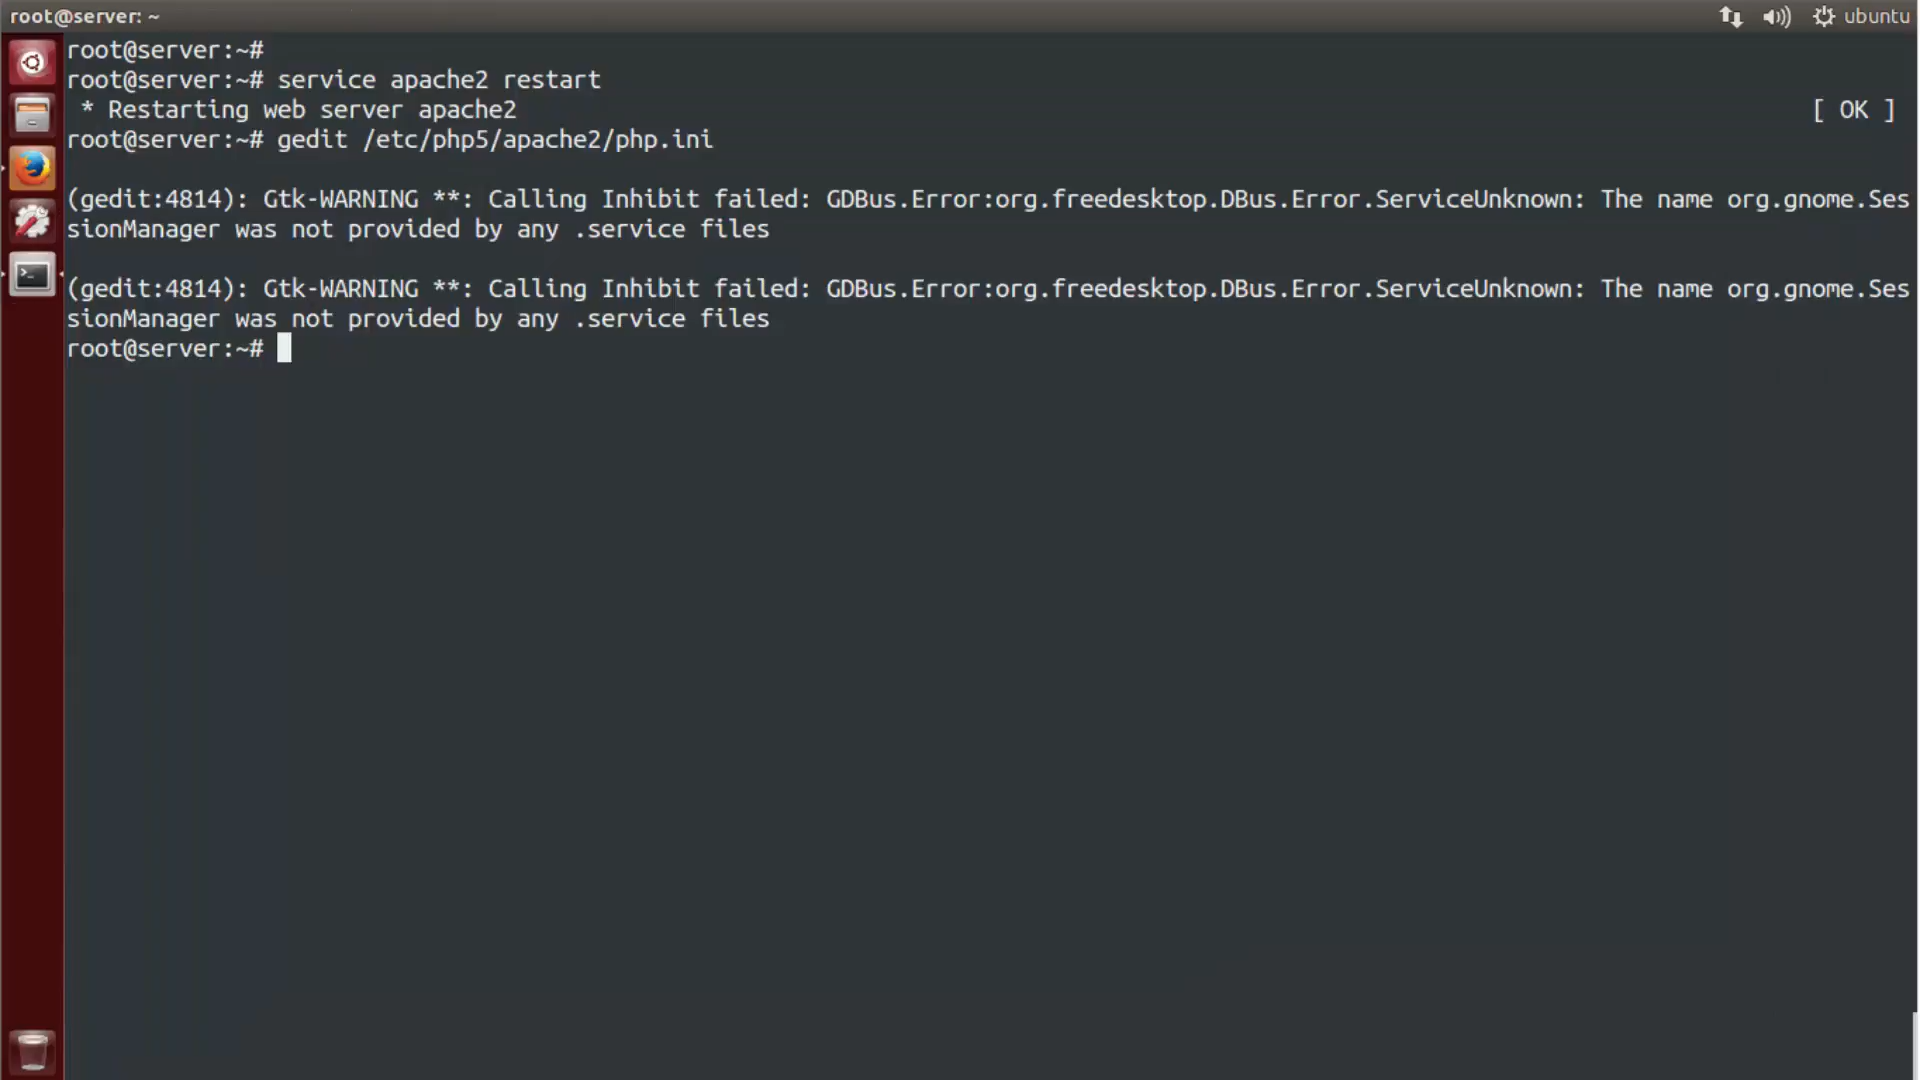 root@server: ~
ubuntu
root@server:~#
root@server:~# service apache2 restart
 * Restarting web server apache2 [ OK ]
root@server:~# gedit /etc/php5/apache2/php.ini
(gedit:4814): Gtk-WARNING **: Calling Inhibit failed: GDBus.Error:org.freedesktop.DBus.Error.ServiceUnknown: The name org.gnome.Ses
sionManager was not provided by any .service files
(gedit:4814): Gtk-WARNING **: Calling Inhibit failed: GDBus.Error:org.freedesktop.DBus.Error.ServiceUnknown: The name org.gnome.Ses
sionManager was not provided by any .service files
root@server:~#